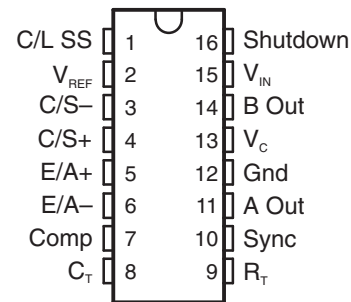 C/L SS 1 16 Shutdown
VREF 2 15 VIN
C/S– 3 14 B Out
C/S+ 4 13 VC
E/A+ 5 12 Gnd
E/A– 6 11 A Out
Comp 7 10 Sync
CT 8 9 RT